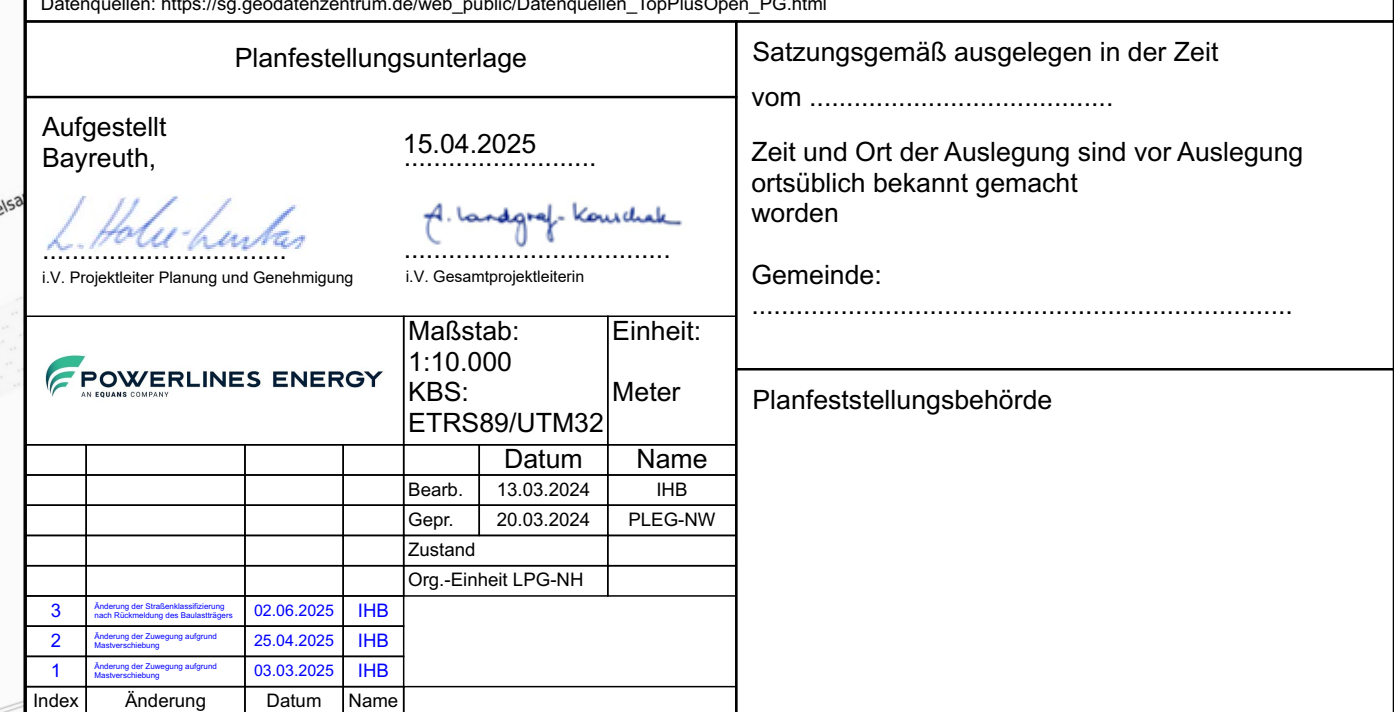 Datenquellen: https://sg.geodatenzentrum.de/web_public/Datenquellen_TopPlusOpen_PG.html
Planfestellungsunterlage
Aufgestellt
Bayreuth,
15.04.2025
i.V. Projektleiter Planung und Genehmigung
A. Landgraf-Konschak
i.V. Gesamtprojektleiterin
POWERLINES ENERGY
AN EQUANS COMPANY
Maßstab:
1:10.000
KBS:
ETRS89/UTM32
Einheit:
Meter
Datum Name
Bearb. 13.03.2024 IHB
Gepr. 20.03.2024 PLEG-NW
Zustand
Org.-Einheit LPG-NH
3 Änderung der Straßenklassifizierung
nach Rückmeldung des Baulastträgers 02.06.2025 IHB
2 Änderung der Zuwegung aufgrund
Mastverschiebung 25.04.2025 IHB
1 Änderung der Zuwegung aufgrund
Mastverschiebung 03.03.2025 IHB
Index Änderung Datum Name
Satzungsgemäß ausgelegen in der Zeit
vom .........................................
Zeit und Ort der Auslegung sind vor Auslegung
ortsüblich bekannt gemacht
worden
Gemeinde:
.........................................................................
Planfeststellungsbehörde